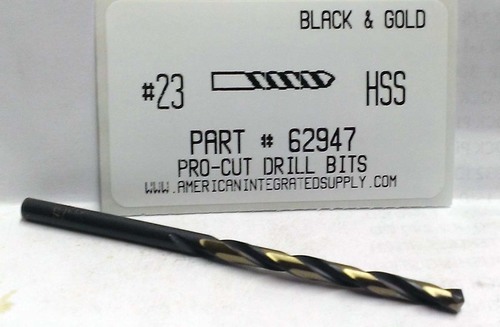 BLACK & GOLD
#23 HSS
PART # 62947
PRO-CUT DRILL BITS
WWW.AMERICANINTEGRATEDSUPPLY.COM